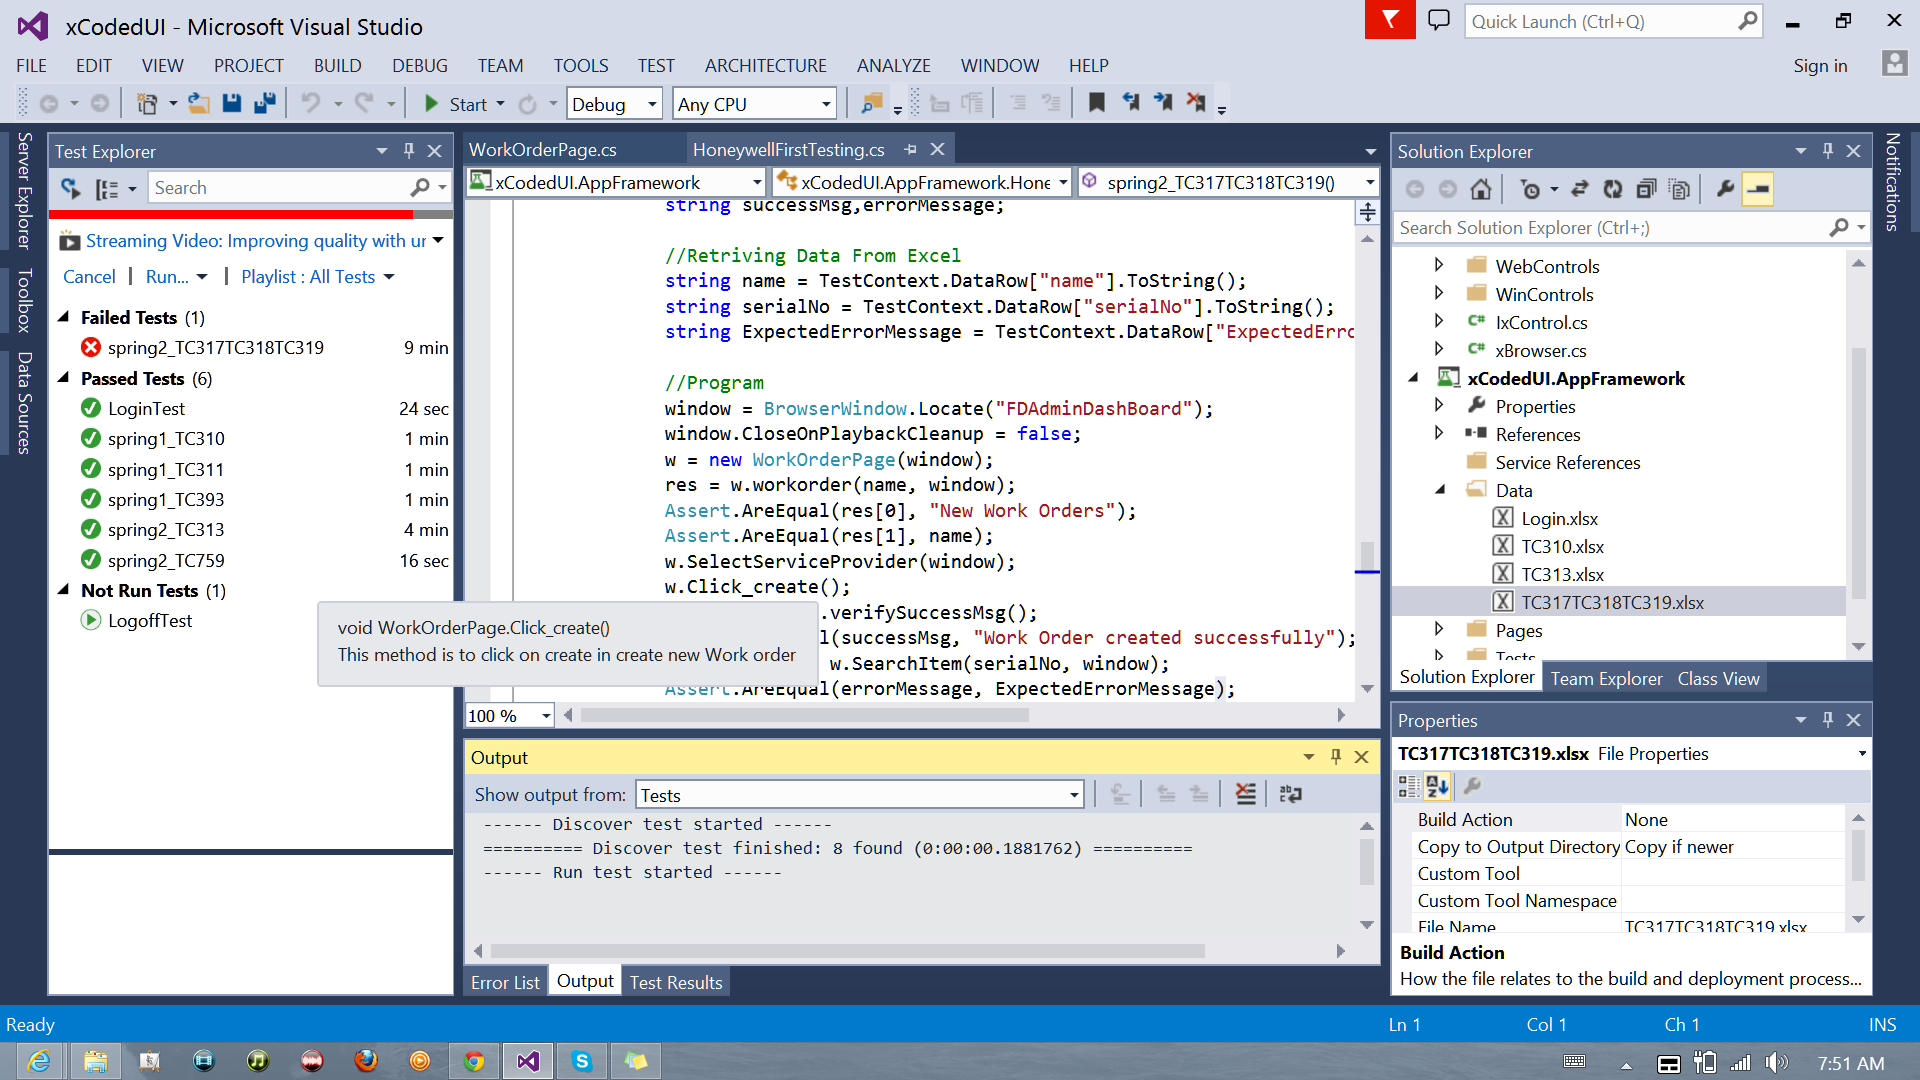 xCodedUI - Microsoft Visual Studio
Quick Launch (Ctrl+Q)
FILE EDIT VIEW PROJECT BUILD DEBUG TEAM TOOLS TEST ARCHITECTURE ANALYZE WINDOW HELP
Sign in
Start Debug Any CPU
Server Explorer
Toolbox
Data Sources
Test Explorer
Search
Streaming Video: Improving quality with ur
Cancel | Run... | Playlist : All Tests
Failed Tests (1)
spring2_TC317TC318TC319 9 min
Passed Tests (6)
LoginTest 24 sec
spring1_TC310 1 min
spring1_TC311 1 min
spring1_TC393 1 min
spring2_TC313 4 min
spring2_TC759 16 sec
Not Run Tests (1)
LogoffTest
WorkOrderPage.cs HoneywellFirstTesting.cs
xCodedUI.AppFramework xCodedUI.AppFramework.Hone spring2_TC317TC318TC319()
string successMsg,errorMessage;
//Retriving Data From Excel
string name = TestContext.DataRow["name"].ToString();
string serialNo = TestContext.DataRow["serialNo"].ToString();
string ExpectedErrorMessage = TestContext.DataRow["ExpectedErro
//Program
window = BrowserWindow.Locate("FDAdminDashBoard");
window.CloseOnPlaybackCleanup = false;
w = new WorkOrderPage(window);
res = w.workorder(name, window);
Assert.AreEqual(res[0], "New Work Orders");
Assert.AreEqual(res[1], name);
w.SelectServiceProvider(window);
w.Click_create();
.verifySuccessMsg();
l(successMsg, "Work Order created successfully");
w.SearchItem(serialNo, window);
Assert.AreEqual(errorMessage, ExpectedErrorMessage);
void WorkOrderPage.Click_create()
This method is to click on create in create new Work order
100 %
Output
Show output from: Tests
------ Discover test started ------
========== Discover test finished: 8 found (0:00:00.1881762) ==========
------ Run test started ------
Error List Output Test Results
Solution Explorer
Search Solution Explorer (Ctrl+;)
WebControls
WinControls
IxControl.cs
xBrowser.cs
xCodedUI.AppFramework
Properties
References
Service References
Data
Login.xlsx
TC310.xlsx
TC313.xlsx
TC317TC318TC319.xlsx
Pages
Tests
Solution Explorer Team Explorer Class View
Notifications
Properties
TC317TC318TC319.xlsx File Properties
Build Action None
Copy to Output Directory Copy if newer
Custom Tool
Custom Tool Namespace
File Name TC317TC318TC319.xlsx
Build Action
How the file relates to the build and deployment process...
Ready Ln 1 Col 1 Ch 1 INS
7:51 AM